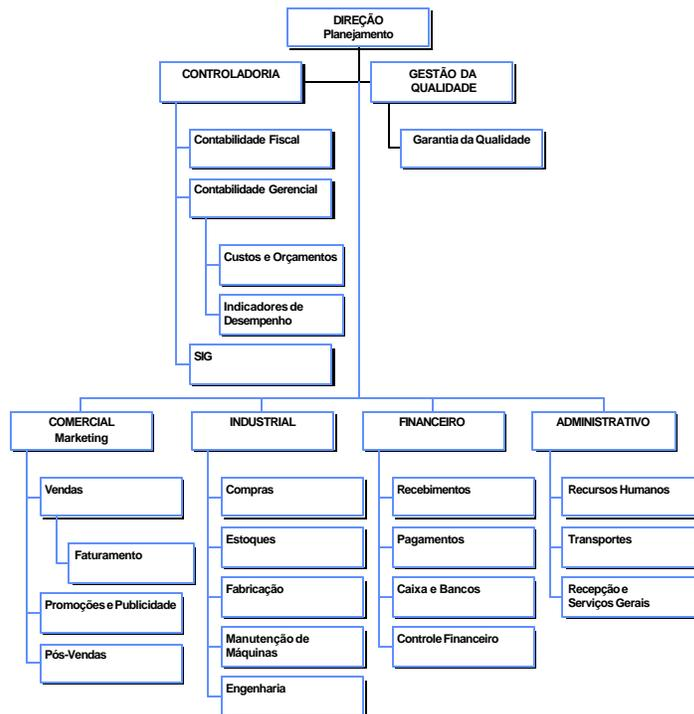 DIREÇÃO
Planejamento
CONTROLADORIA
GESTÃO DA
QUALIDADE
Contabilidade Fiscal
Garantia da Qualidade
Contabilidade Gerencial
Custos e Orçamentos
Indicadores de
Desempenho
SIG
COMERCIAL
Marketing
INDUSTRIAL
FINANCEIRO
ADMINISTRATIVO
Vendas
Faturamento
Promoções e Publicidade
Pós-Vendas
Compras
Estoques
Fabricação
Manutenção de
Máquinas
Engenharia
Recebimentos
Pagamentos
Caixa e Bancos
Controle Financeiro
Recursos Humanos
Transportes
Recepção e
Serviços Gerais